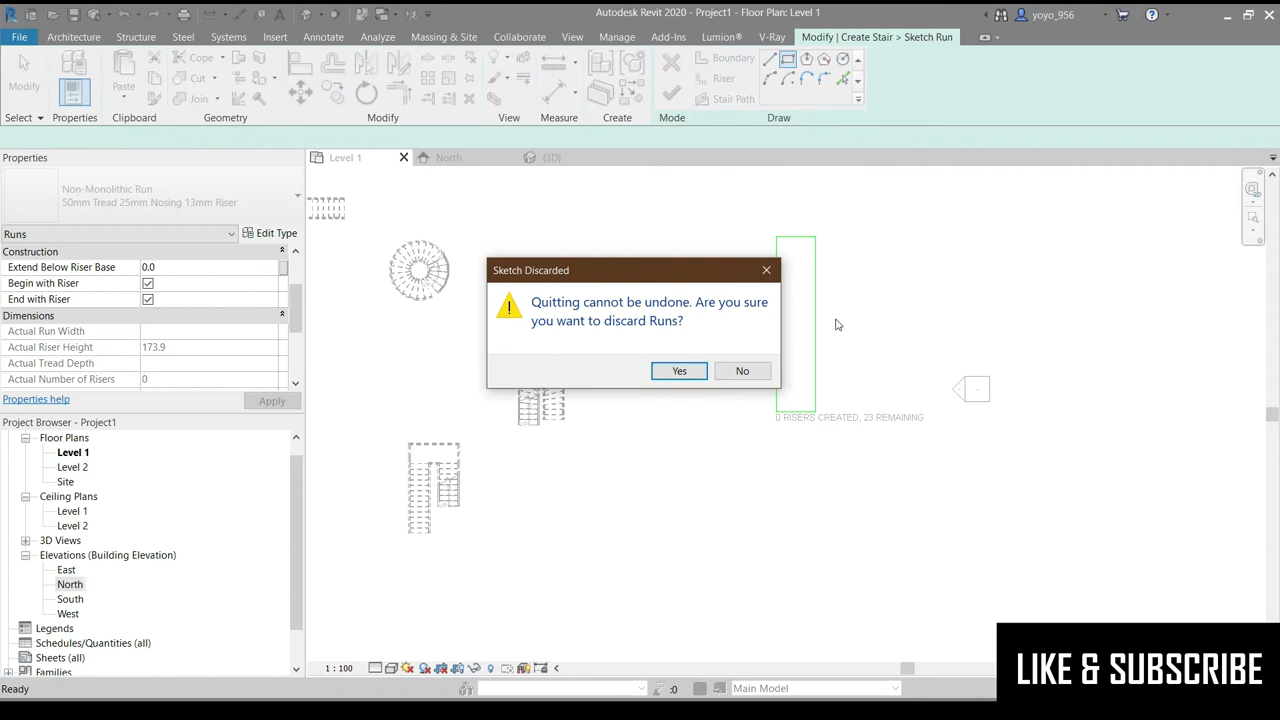 Autodesk Revit 2020 - Project1 - Floor Plan: Level 1
yoyo_956
File Architecture Structure Steel Systems Insert Annotate Analyze Massing & Site Collaborate View Manage Add-Ins Lumion® V-Ray Modify | Create Stair > Sketch Run
Modify
Paste
Cope
Cut
Join
Boundary
Riser
Stair Path
Select Properties Clipboard Geometry Modify View Measure Create Mode Draw
Properties
Level 1
North
{3D}
Non-Monolithic Run
50mm Tread 25mm Nosing 13mm Riser
Runs
Edit Type
Construction
Extend Below Riser Base 0.0
Begin with Riser
End with Riser
Dimensions
Actual Run Width
Actual Riser Height 173.9
Actual Tread Depth
Actual Number of Risers 0
Properties help
Apply
Project Browser - Project1
Floor Plans
Level 1
Level 2
Site
Ceiling Plans
Level 1
Level 2
3D Views
Elevations (Building Elevation)
East
North
South
West
Legends
Schedules/Quantities (all)
Sheets (all)
Families
Sketch Discarded
Quitting cannot be undone. Are you sure
you want to discard Runs?
Yes
No
0 RISERS CREATED, 23 REMAINING
1 : 100
Ready
:0
Main Model
LIKE & SUBSCRIBE